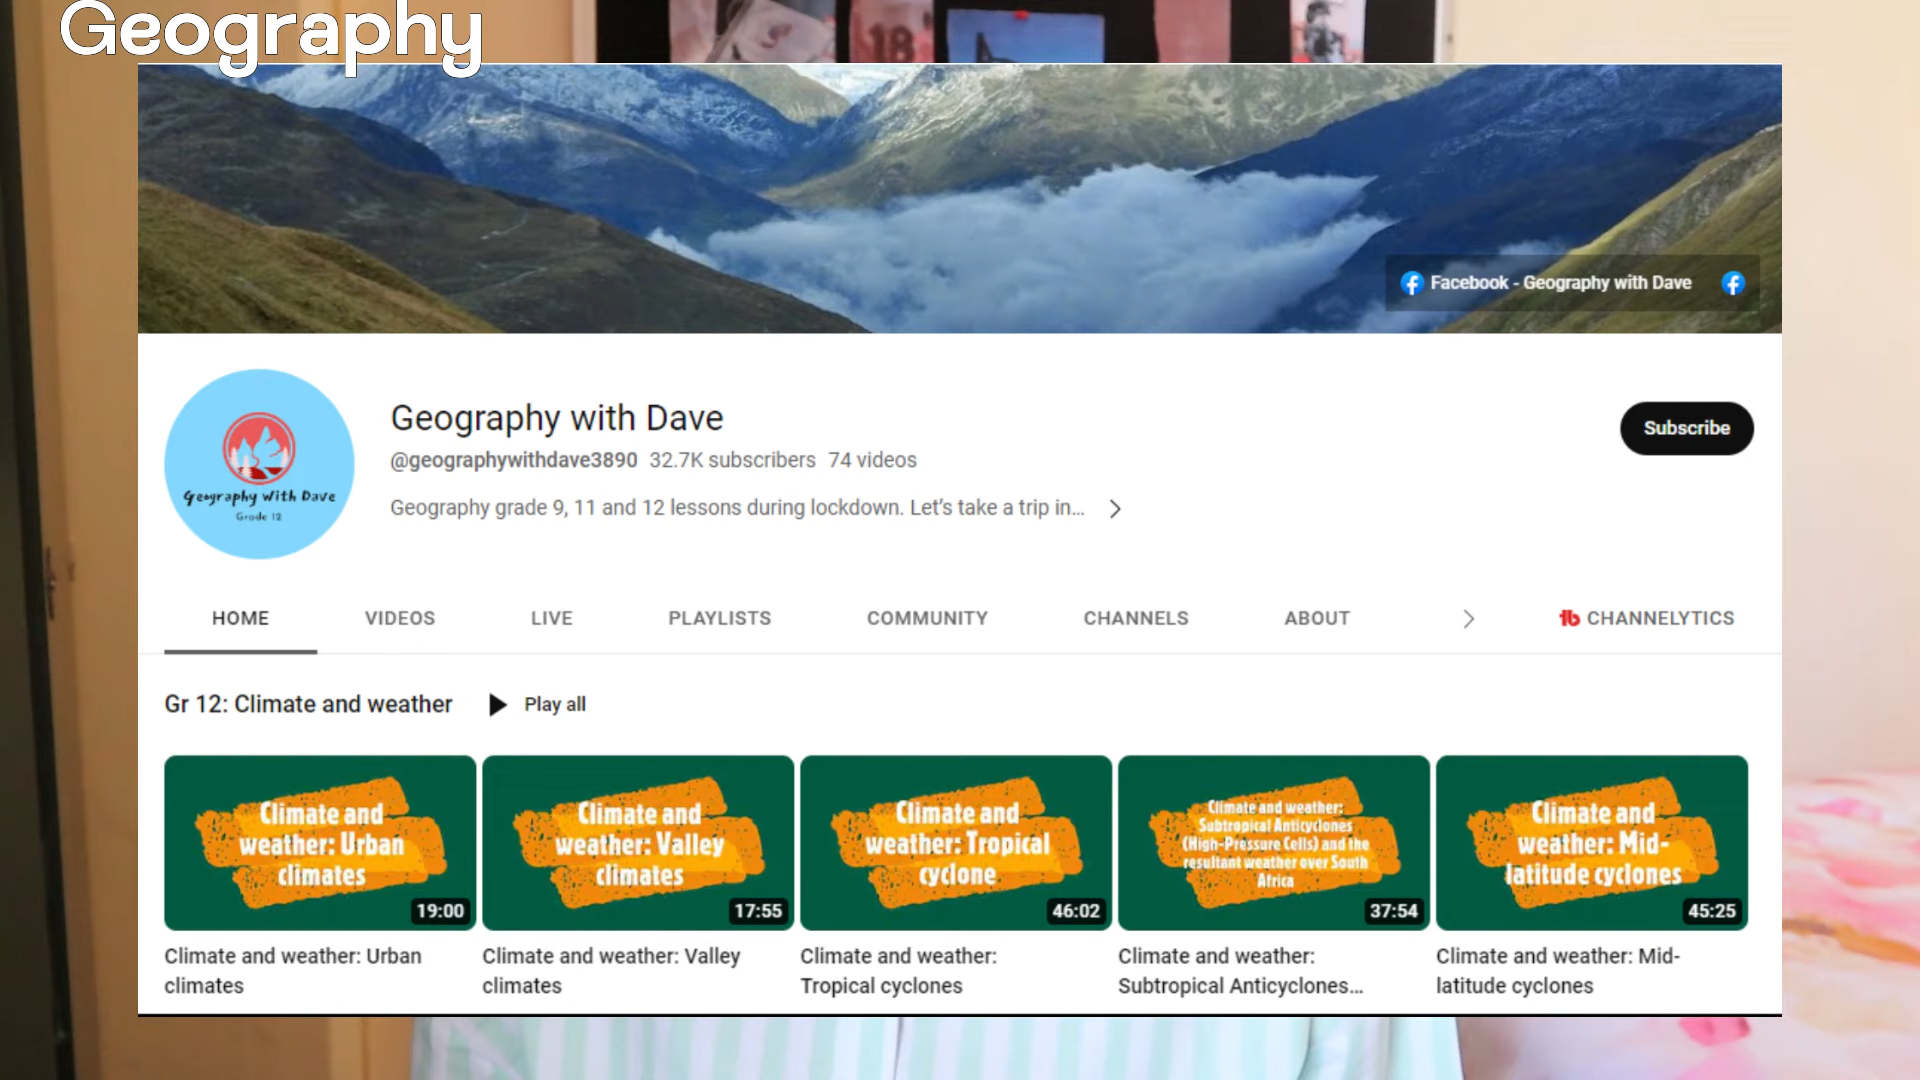 Geography
18
Facebook - Geography with Dave
Geography with Dave
Grade 12
Geography with Dave
@geographywithdave3890 32.7K subscribers 74 videos
Geography grade 9, 11 and 12 lessons during lockdown. Let's take a trip in...
Subscribe
HOME VIDEOS LIVE PLAYLISTS COMMUNITY CHANNELS ABOUT CHANNELYTICS
Gr 12: Climate and weather Play all
Climate and
weather: Urban
climates
19:00
Climate and
weather: Valley
climates
17:55
Climate and
weather: Tropical
cyclone
46:02
Climate and weather:
Subtropical Anticyclones
(High-Pressure Cells) and the
resultant weather over South
Africa
37:54
Climate and
weather: Mid-
latitude cyclones
45:25
Climate and weather: Urban
climates
Climate and weather: Valley
climates
Climate and weather:
Tropical cyclones
Climate and weather:
Subtropical Anticyclones...
Climate and weather: Mid-
latitude cyclones